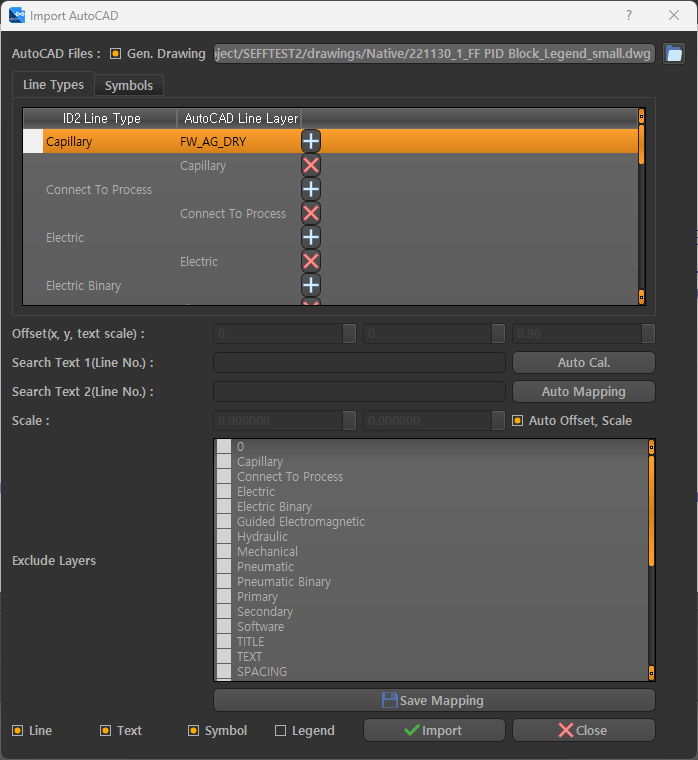 Import AutoCAD
AutoCAD Files : Gen. Drawing ject/SEFFTEST2/drawings/Native/221130_1_FF PID Block_Legend_small.dwg
Line Types Symbols
ID2 Line Type AutoCAD Line Layer
Capillary FW_AG_DRY
Capillary
Connect To Process
Connect To Process
Electric
Electric
Electric Binary
Offset(x, y, text scale) : 0 0 0.90
Search Text 1(Line No.) : Auto Cal.
Search Text 2(Line No.) : Auto Mapping
Scale : 0.000000 0.000000 Auto Offset, Scale
Exclude Layers
0
Capillary
Connect To Process
Electric
Electric Binary
Guided Electromagnetic
Hydraulic
Mechanical
Pneumatic
Pneumatic Binary
Primary
Secondary
Software
TITLE
TEXT
SPACING
Save Mapping
Line Text Symbol Legend Import Close